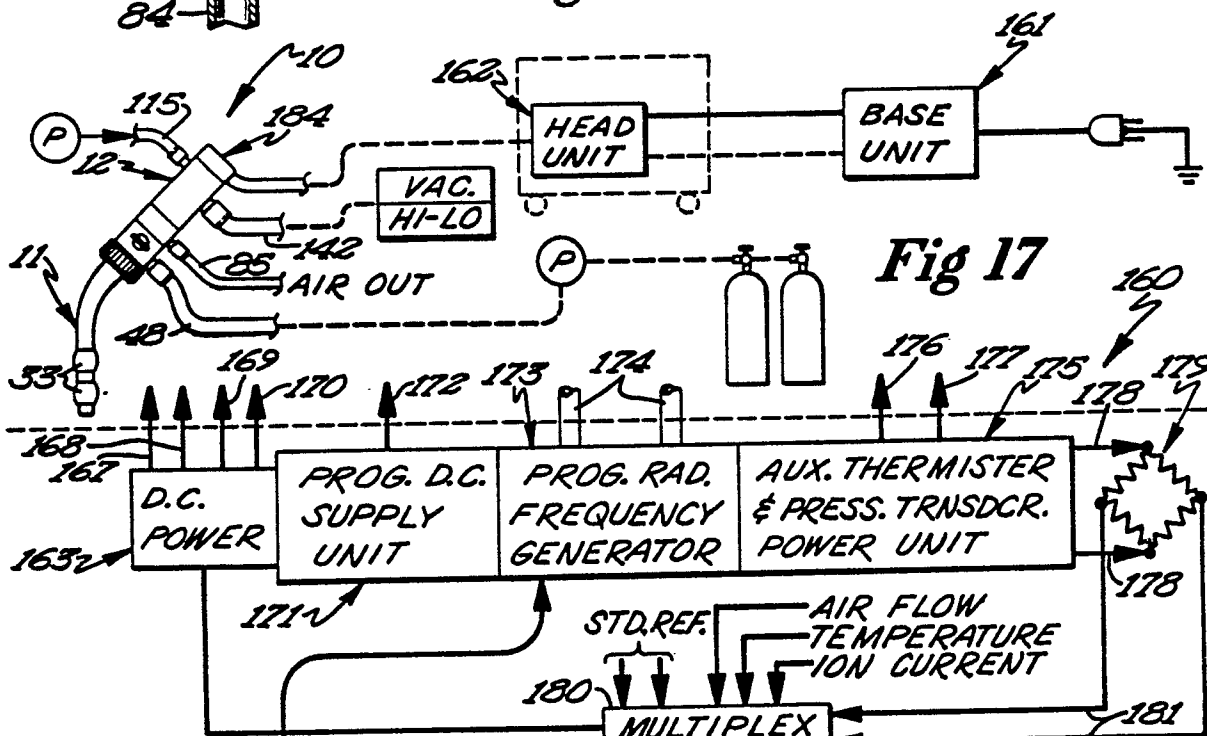 84
10
161
162
115
184
P
HEAD
UNIT
BASE
UNIT
12
VAC.
HI-LO
142
11
85
AIR OUT
P
Fig 17
160
48
33
169
170
172
173
174
176
177
175
179
178
168
167
D.C.
POWER
PROG. D.C.
SUPPLY
UNIT
PROG. RAD.
FREQUENCY
GENERATOR
AUX. THERMISTER
& PRESS. TRNSDCR.
POWER UNIT
163
178
171
STD. REF.
AIR FLOW
TEMPERATURE
ION CURRENT
180
MULTIPLEX
181